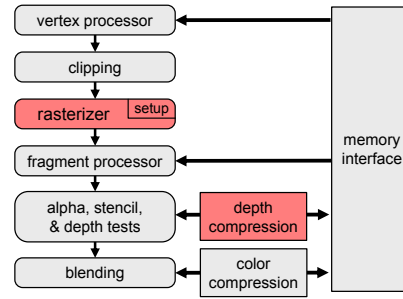 vertex processor
clipping
rasterizer
setup
fragment processor
memory
interface
alpha, stencil,
& depth tests
depth
compression
blending
color
compression